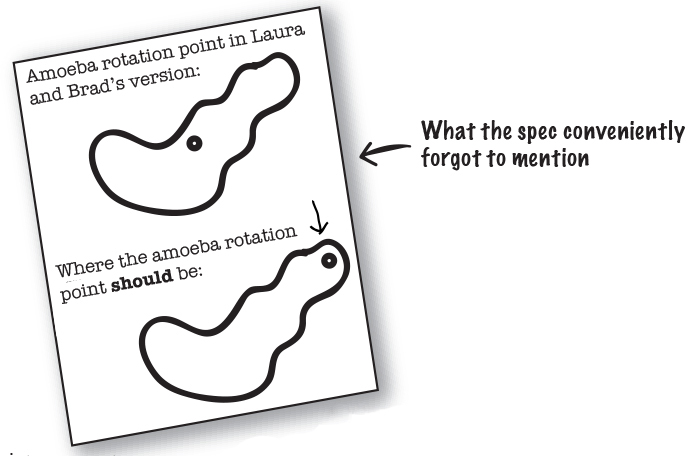 Amoeba rotation point in Laura
and Brad's version:
What the spec conveniently
forgot to mention
Where the amoeba rotation
point should be: